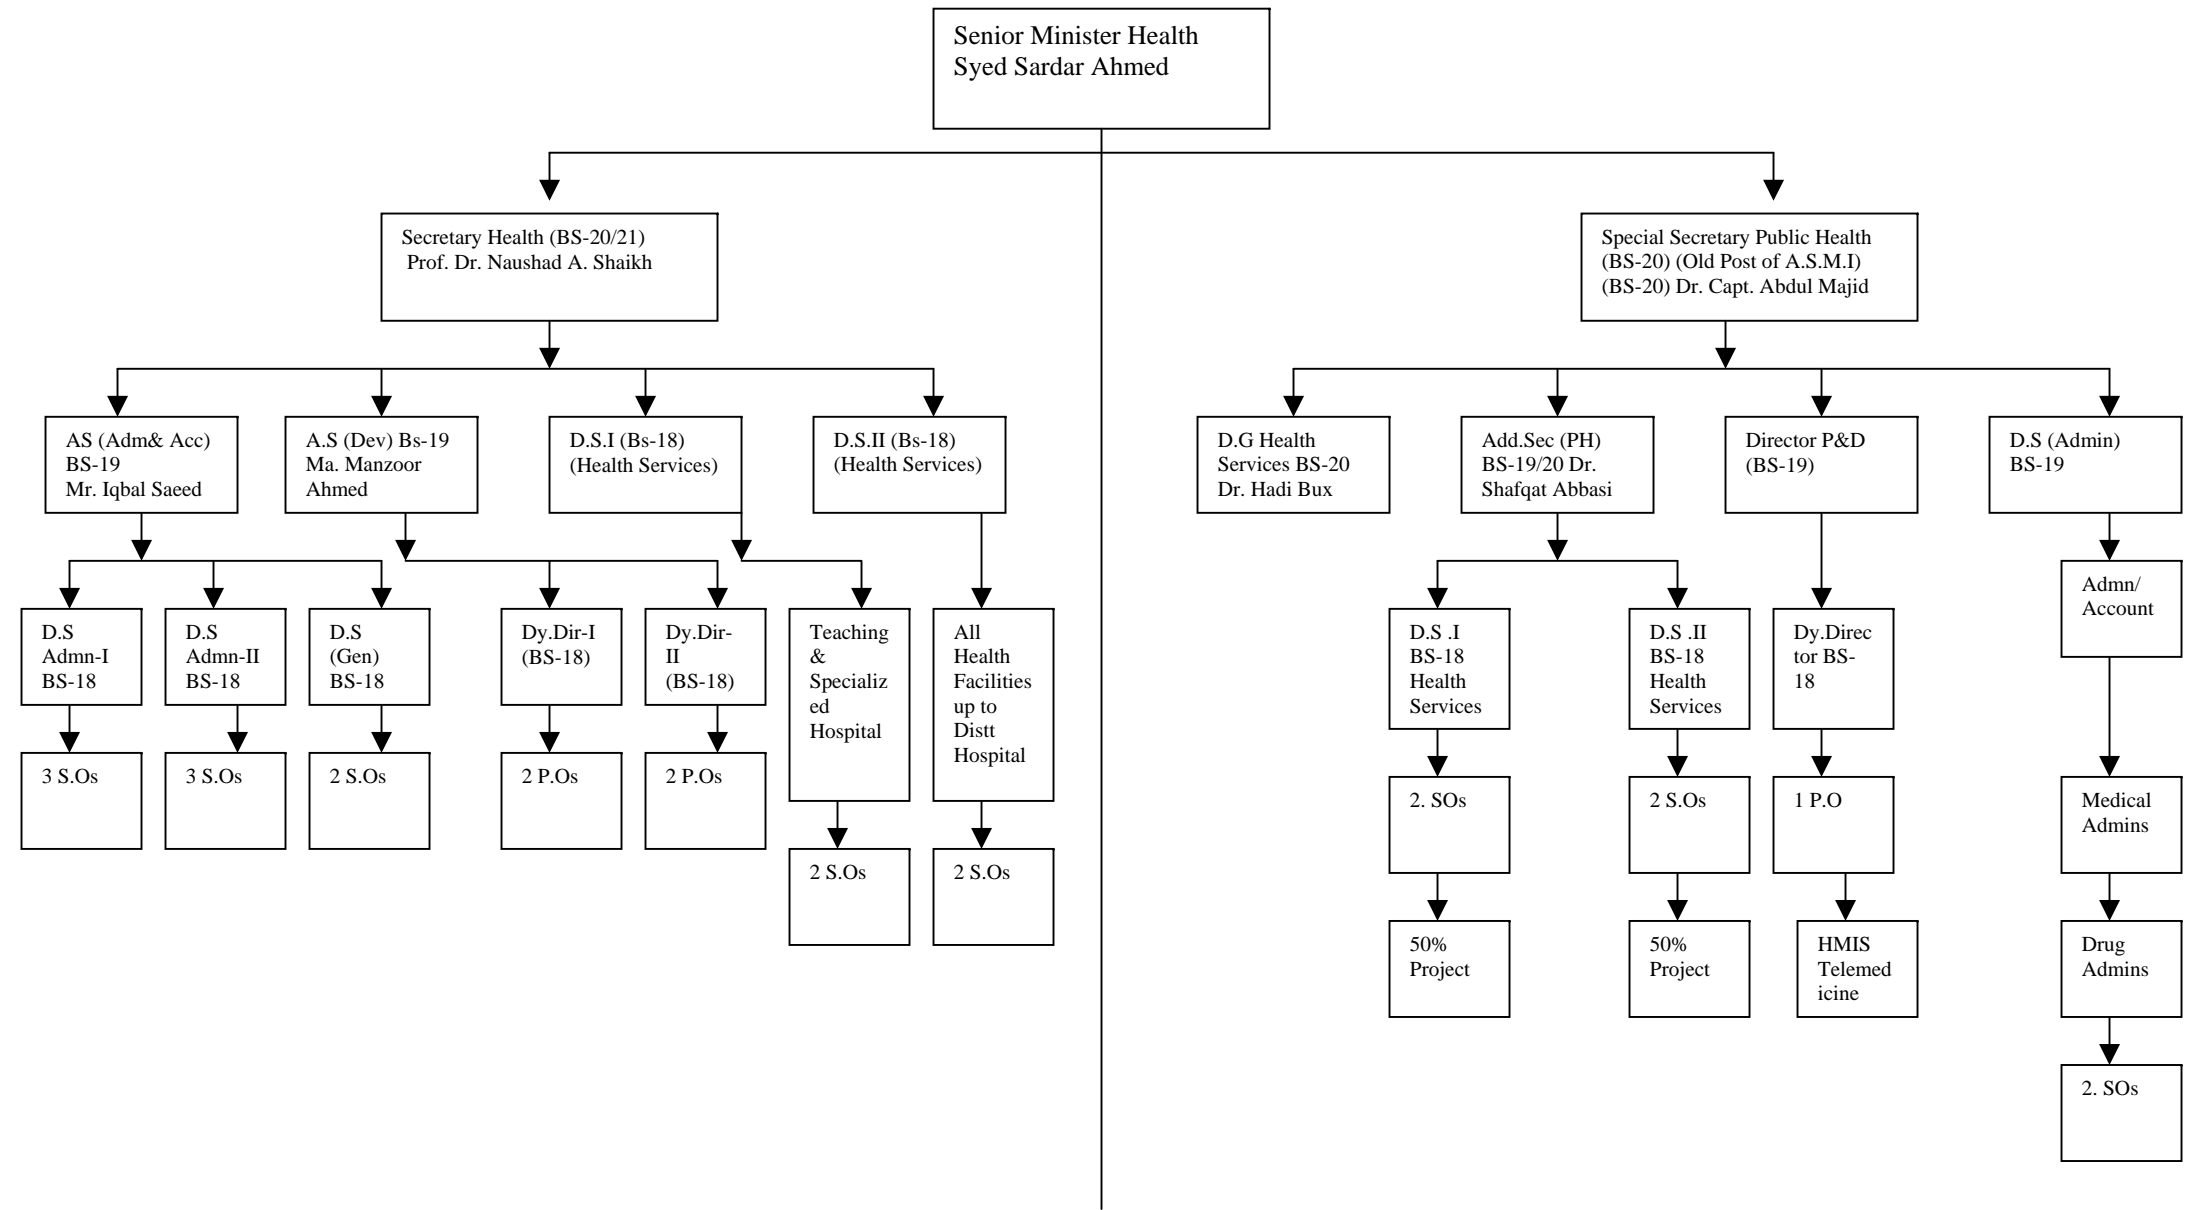 Senior Minister Health
Syed Sardar Ahmed
Secretary Health (BS-20/21)
Prof. Dr. Naushad A. Shaikh
Special Secretary Public Health
(BS-20) (Old Post of A.S.M.I)
(BS-20) Dr. Capt. Abdul Majid
AS (Adm& Acc)
BS-19
Mr. Iqbal Saeed
A.S (Dev) Bs-19
Ma. Manzoor
Ahmed
D.S.I (Bs-18)
(Health Services)
D.S.II (Bs-18)
(Health Services)
D.G Health
Services BS-20
Dr. Hadi Bux
Add.Sec (PH)
BS-19/20 Dr.
Shafqat Abbasi
Director P&D
(BS-19)
D.S (Admin)
BS-19
Admn/
Account
D.S
Admn-I
BS-18
D.S
Admn-II
BS-18
D.S
(Gen)
BS-18
Dy.Dir-I
(BS-18)
Dy.Dir-
II
(BS-18)
Teaching
&
Specializ
ed
Hospital
All
Health
Facilities
up to
Distt
Hospital
D.S .I
BS-18
Health
Services
D.S .II
BS-18
Health
Services
Dy.Direc
tor BS-
18
3 S.Os
3 S.Os
2 S.Os
2 P.Os
2 P.Os
2. SOs
2 S.Os
1 P.O
Medical
Admins
2 S.Os
2 S.Os
50%
Project
50%
Project
HMIS
Telemed
icine
Drug
Admins
2. SOs